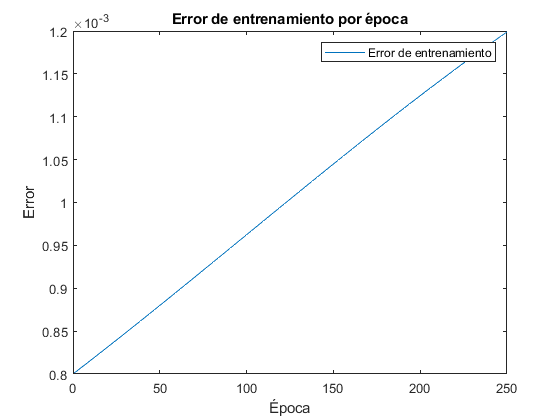 Error de entrenamiento por época
×10-3
1.2
1.15
1.1
1.05
1
0.95
0.9
0.85
0.8
Error
Error de entrenamiento
0 50 100 150 200 250
Época